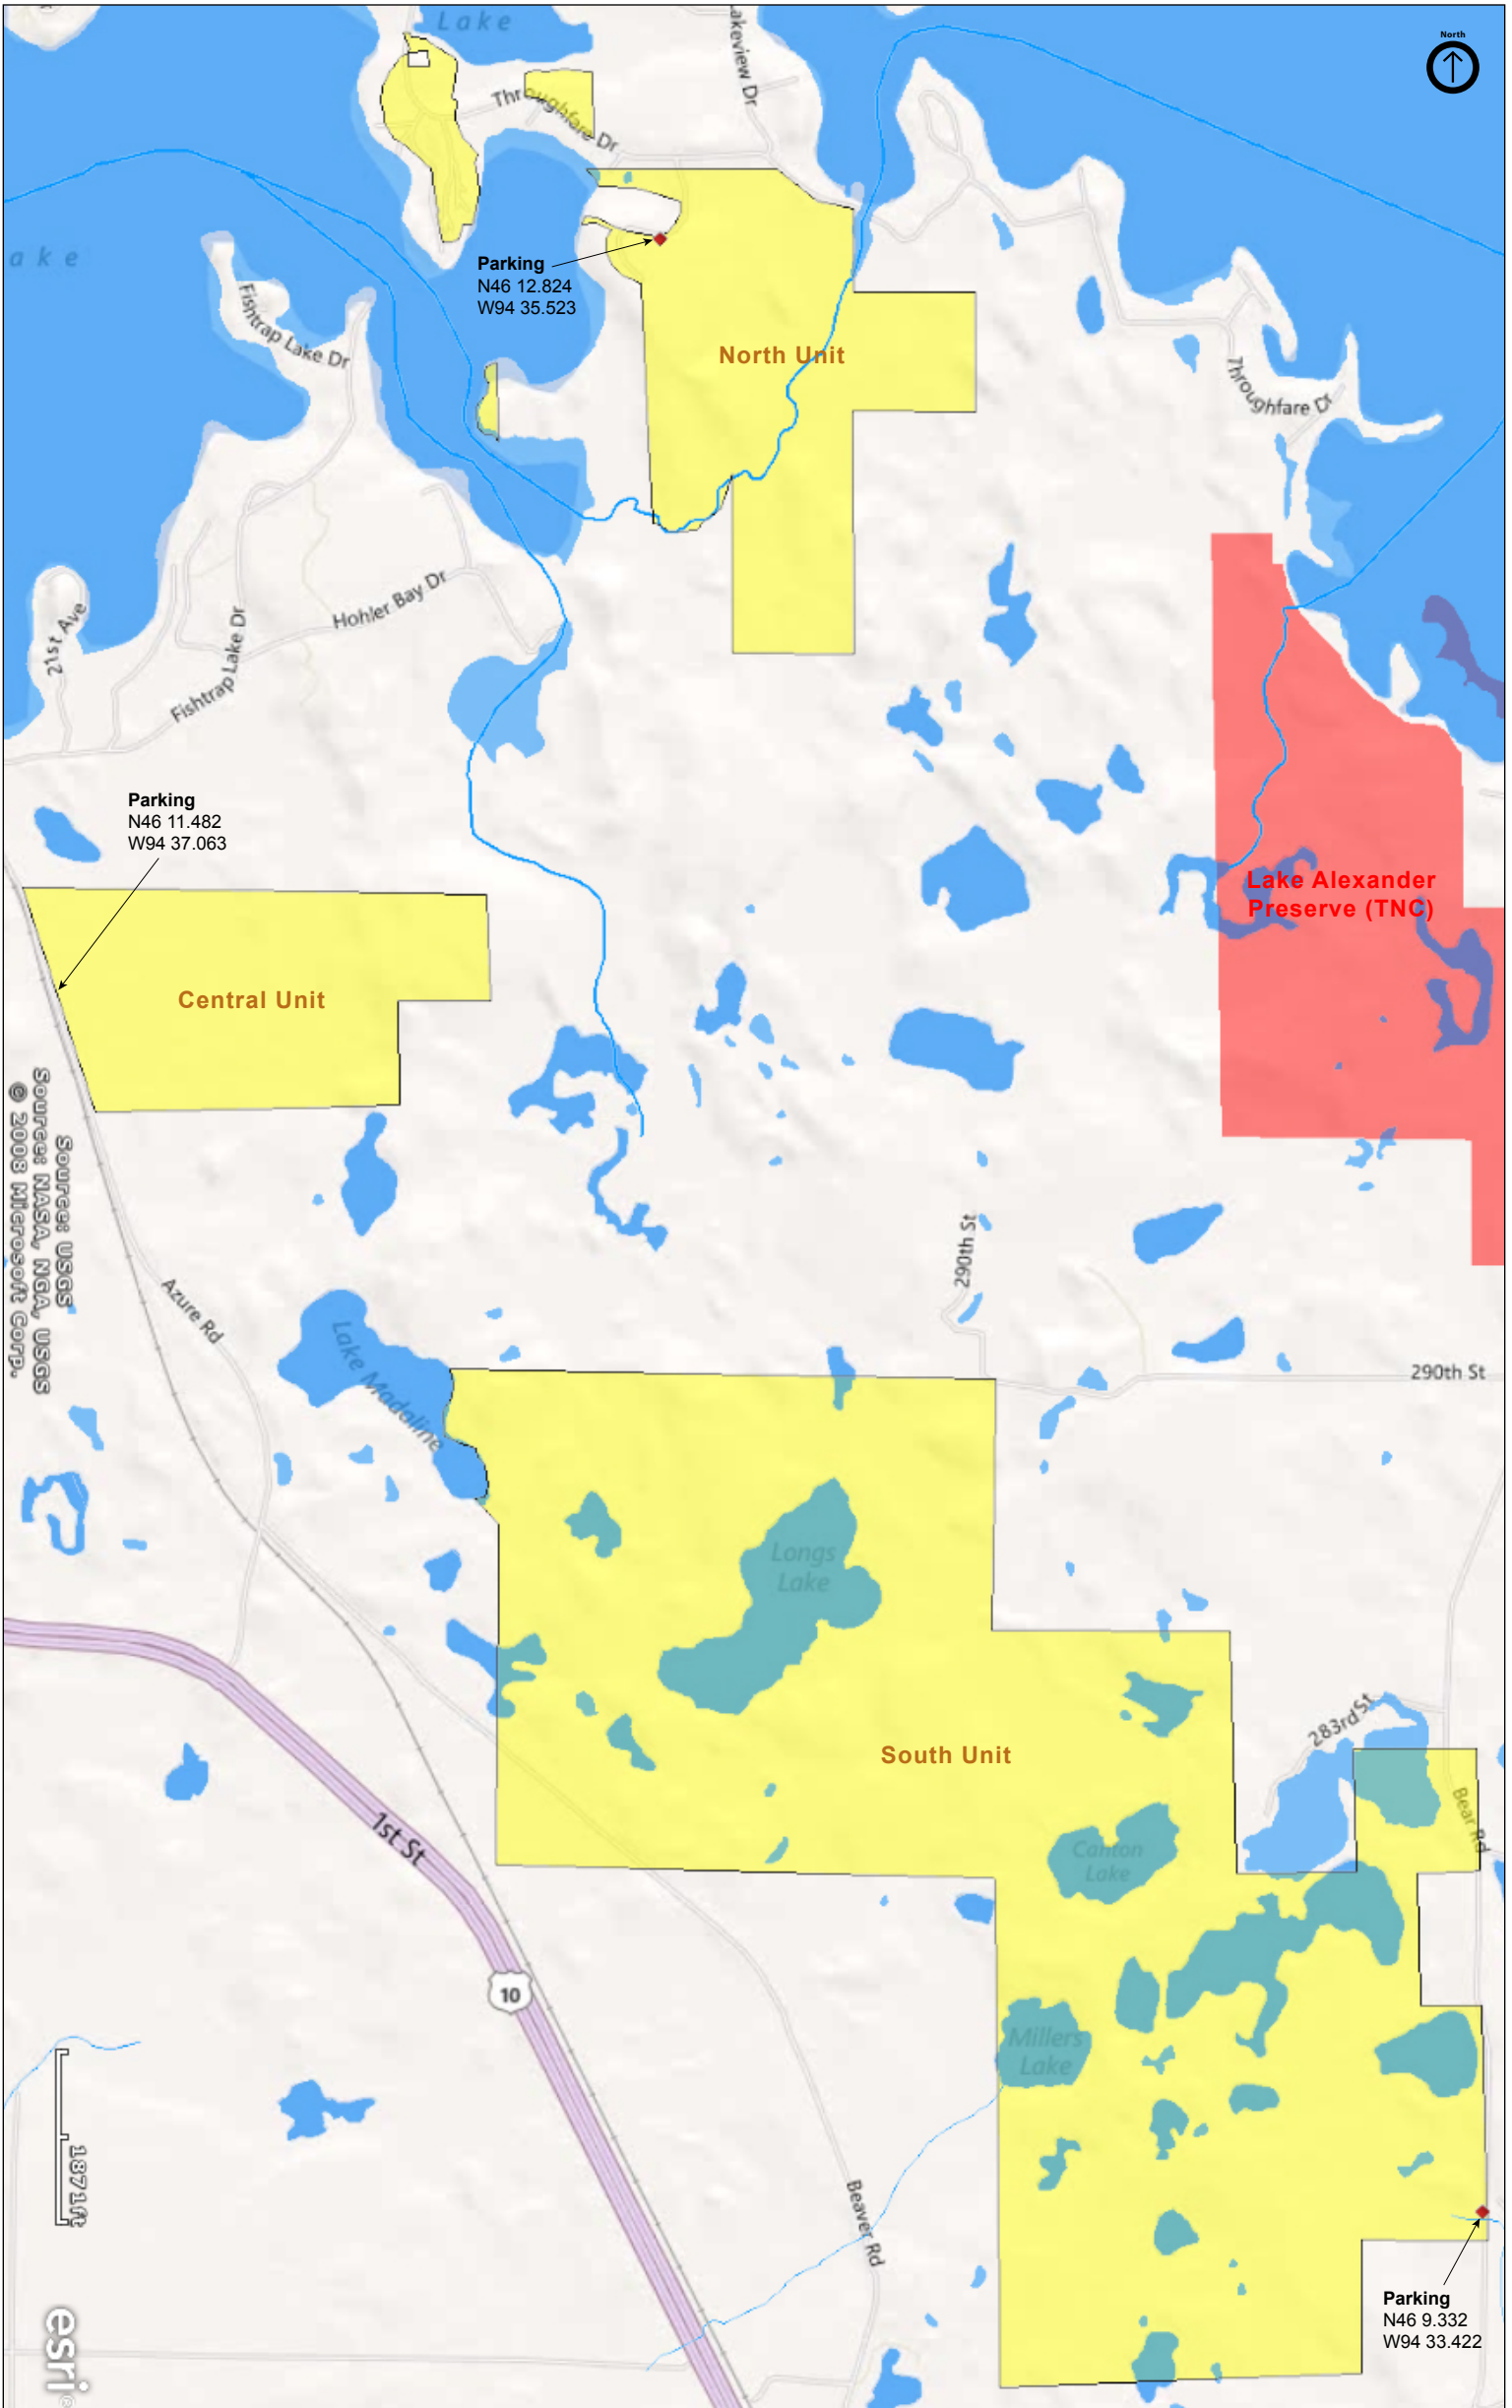 Lake
Lakeview Dr
North
Throughfare Dr
ake
Parking
N46 12.824
W94 35.523
Fishtrap Lake Dr
North Unit
Throughfare Dr
Hohler Bay Dr
21st Ave
Fishtrap Lake Dr
Parking
N46 11.482
W94 37.063
Lake Alexander
Preserve (TNC)
Central Unit
Source: USGS
Source: NASA, NGA, USGS
© 2008 Microsoft Corp.
290th St
Azure Rd
Lake Madaline
290th St
Longs
Lake
283rd St
South Unit
Bear Rd
1st St
Canton
Lake
10
Millers
Lake
1871ft
Beaver Rd
Parking
N46 9.332
W94 33.422
esri®